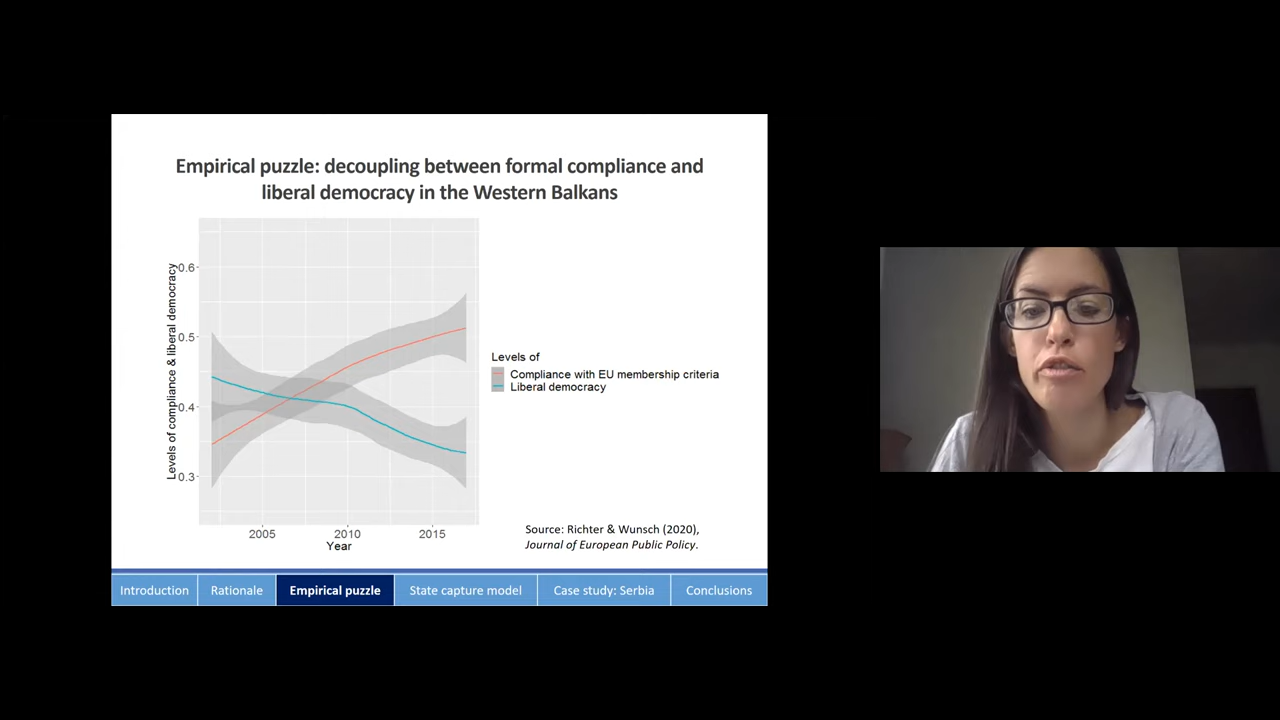 Empirical puzzle: decoupling between formal compliance and
liberal democracy in the Western Balkans
Levels of compliance & liberal democracy
0.6
0.5
0.4
0.3
2005 2010 2015
Year
Levels of
Compliance with EU membership criteria
Liberal democracy
Source: Richter & Wunsch (2020),
Journal of European Public Policy.
Introduction Rationale Empirical puzzle State capture model Case study: Serbia Conclusions